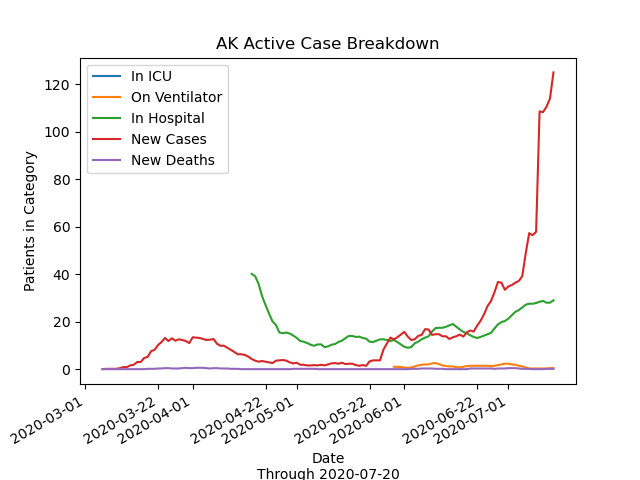 AK Active Case Breakdown
In ICU
On Ventilator
In Hospital
New Cases
New Deaths
Patients in Category
120
100
80
60
40
20
0
2020-03-01
2020-03-22
2020-04-01
2020-04-22
2020-05-01
2020-05-22
2020-06-01
2020-06-22
2020-07-01
Date
Through 2020-07-20